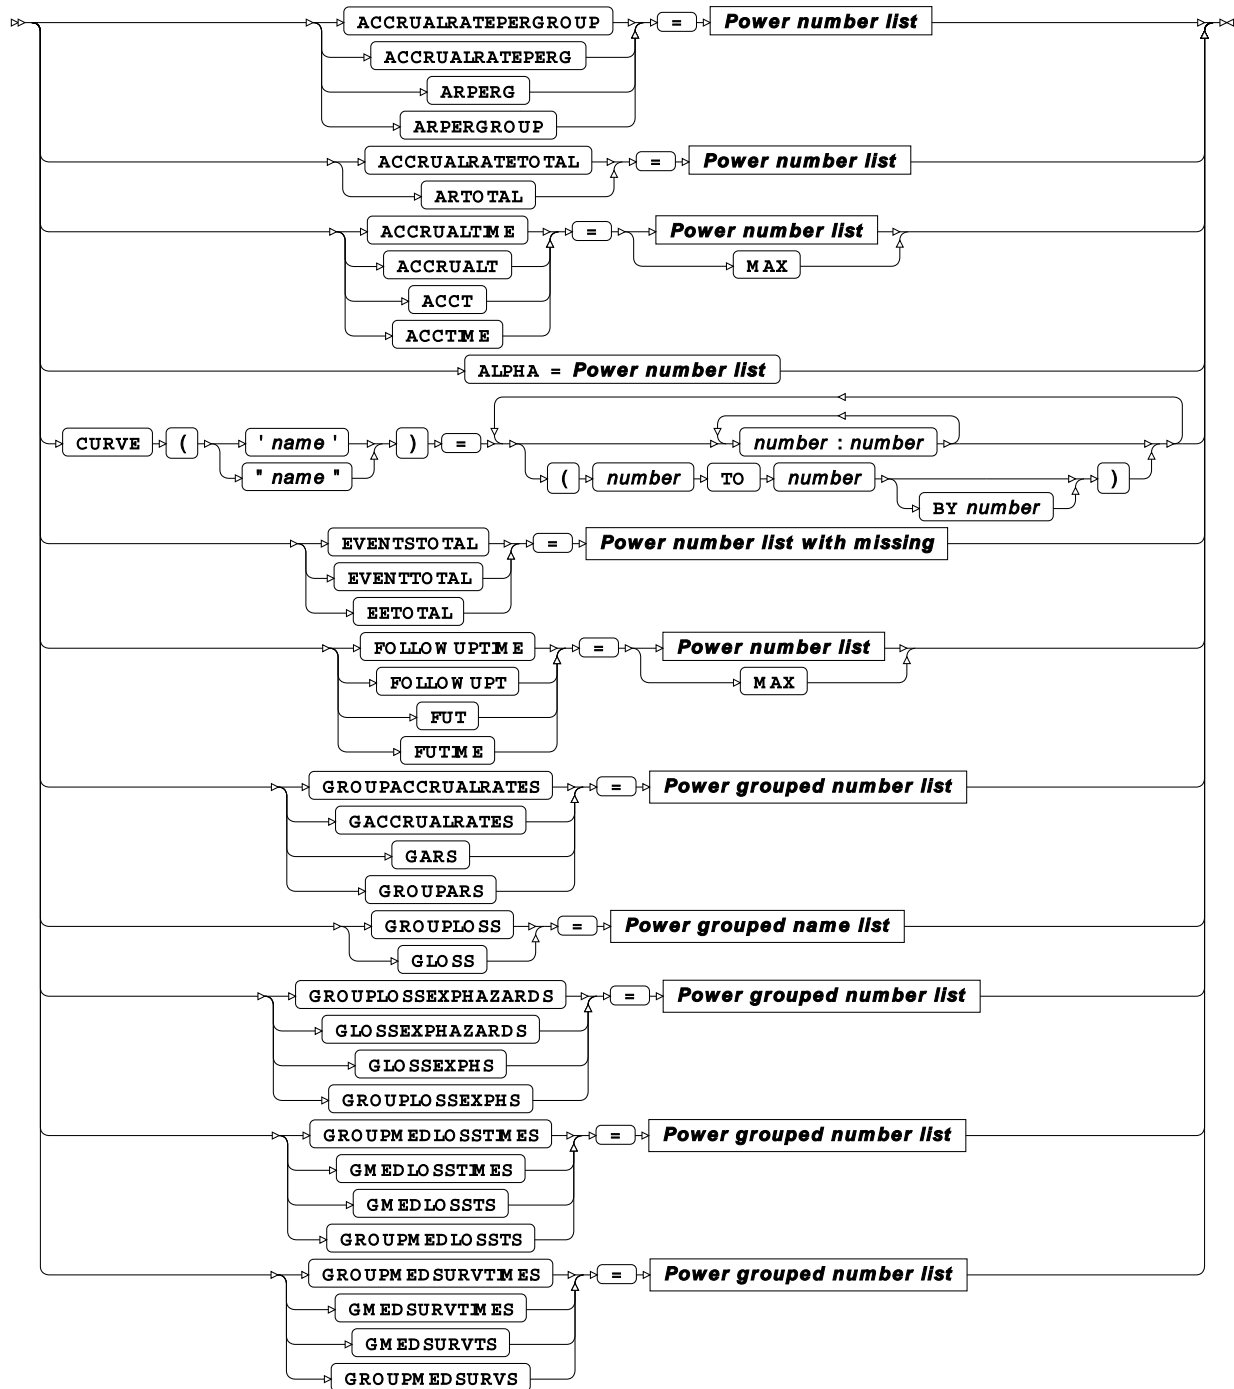 ACCRUALRATEPERGROUP = Power number list
ACCRUALRATEPERG
ARPERG
ARPERGROUP
ACCRUALRATETOTAL = Power number list
ARTOTAL
ACCRUALTIME = Power number list
ACCRUALT MAX
ACCT
ACCTIME
ALPHA = Power number list
CURVE ( ' name ' ) = number : number
" name " ( number TO number )
BY number
EVENTSTOTAL = Power number list with missing
EVENTTOTAL
EETOTAL
FOLLOWUPTIME = Power number list
FOLLOWUPT MAX
FUT
FUTIME
GROUPACCRUALRATES = Power grouped number list
GACCRUALRATES
GARS
GROUPARS
GROUPLOSS = Power grouped name list
GLOSS
GROUPLOSSEXPHAZARDS = Power grouped number list
GLOSSEXPHAZARDS
GLOSSEXPHS
GROUPLOSSEXPHS
GROUPMEDLOSSTIMES = Power grouped number list
GMEDLOSSTIMES
GMEDLOSSTS
GROUPMEDLOSSTS
GROUPMEDSURVTIMES = Power grouped number list
GMEDSURVTIMES
GMEDSURVTS
GROUPMEDSURVS